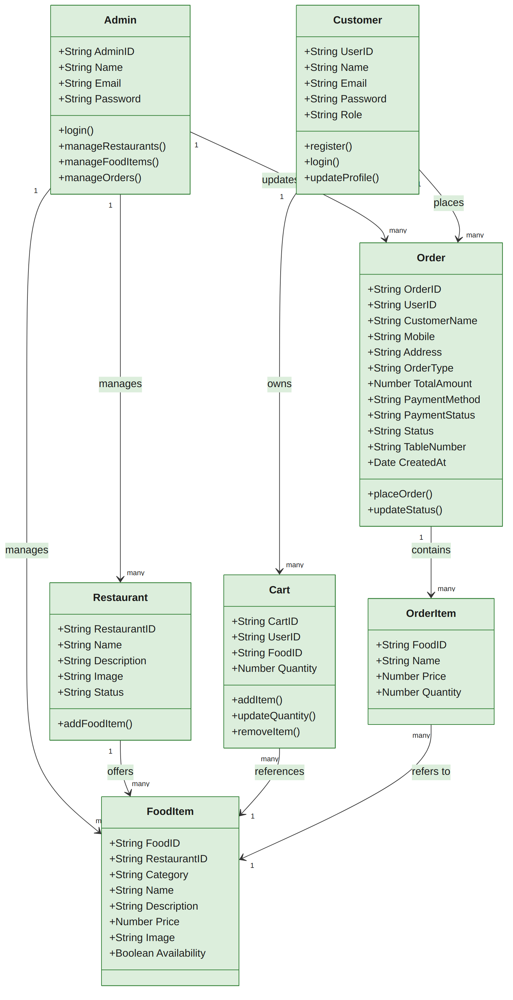 Admin
+String AdminID
+String Name
+String Email
+String Password
+login()
+manageRestaurants()
+manageFoodItems()
+manageOrders()
Customer
+String UserID
+String Name
+String Email
+String Password
+String Role
+register()
+login()
+updateProfile()
1
updates
many
1
places
many
1
manages
1
manages
many
1
owns
many
Order
+String OrderID
+String UserID
+String CustomerName
+String Mobile
+String Address
+String OrderType
+Number TotalAmount
+String PaymentMethod
+String PaymentStatus
+String Status
+String TableNumber
+Date CreatedAt
+placeOrder()
+updateStatus()
1
contains
many
Restaurant
+String RestaurantID
+String Name
+String Description
+String Image
+String Status
+addFoodItem()
Cart
+String CartID
+String UserID
+String FoodID
+Number Quantity
+addItem()
+updateQuantity()
+removeItem()
OrderItem
+String FoodID
+String Name
+Number Price
+Number Quantity
1
offers
many
many
references
1
many
refers to
1
FoodItem
+String FoodID
+String RestaurantID
+String Category
+String Name
+String Description
+Number Price
+String Image
+Boolean Availability